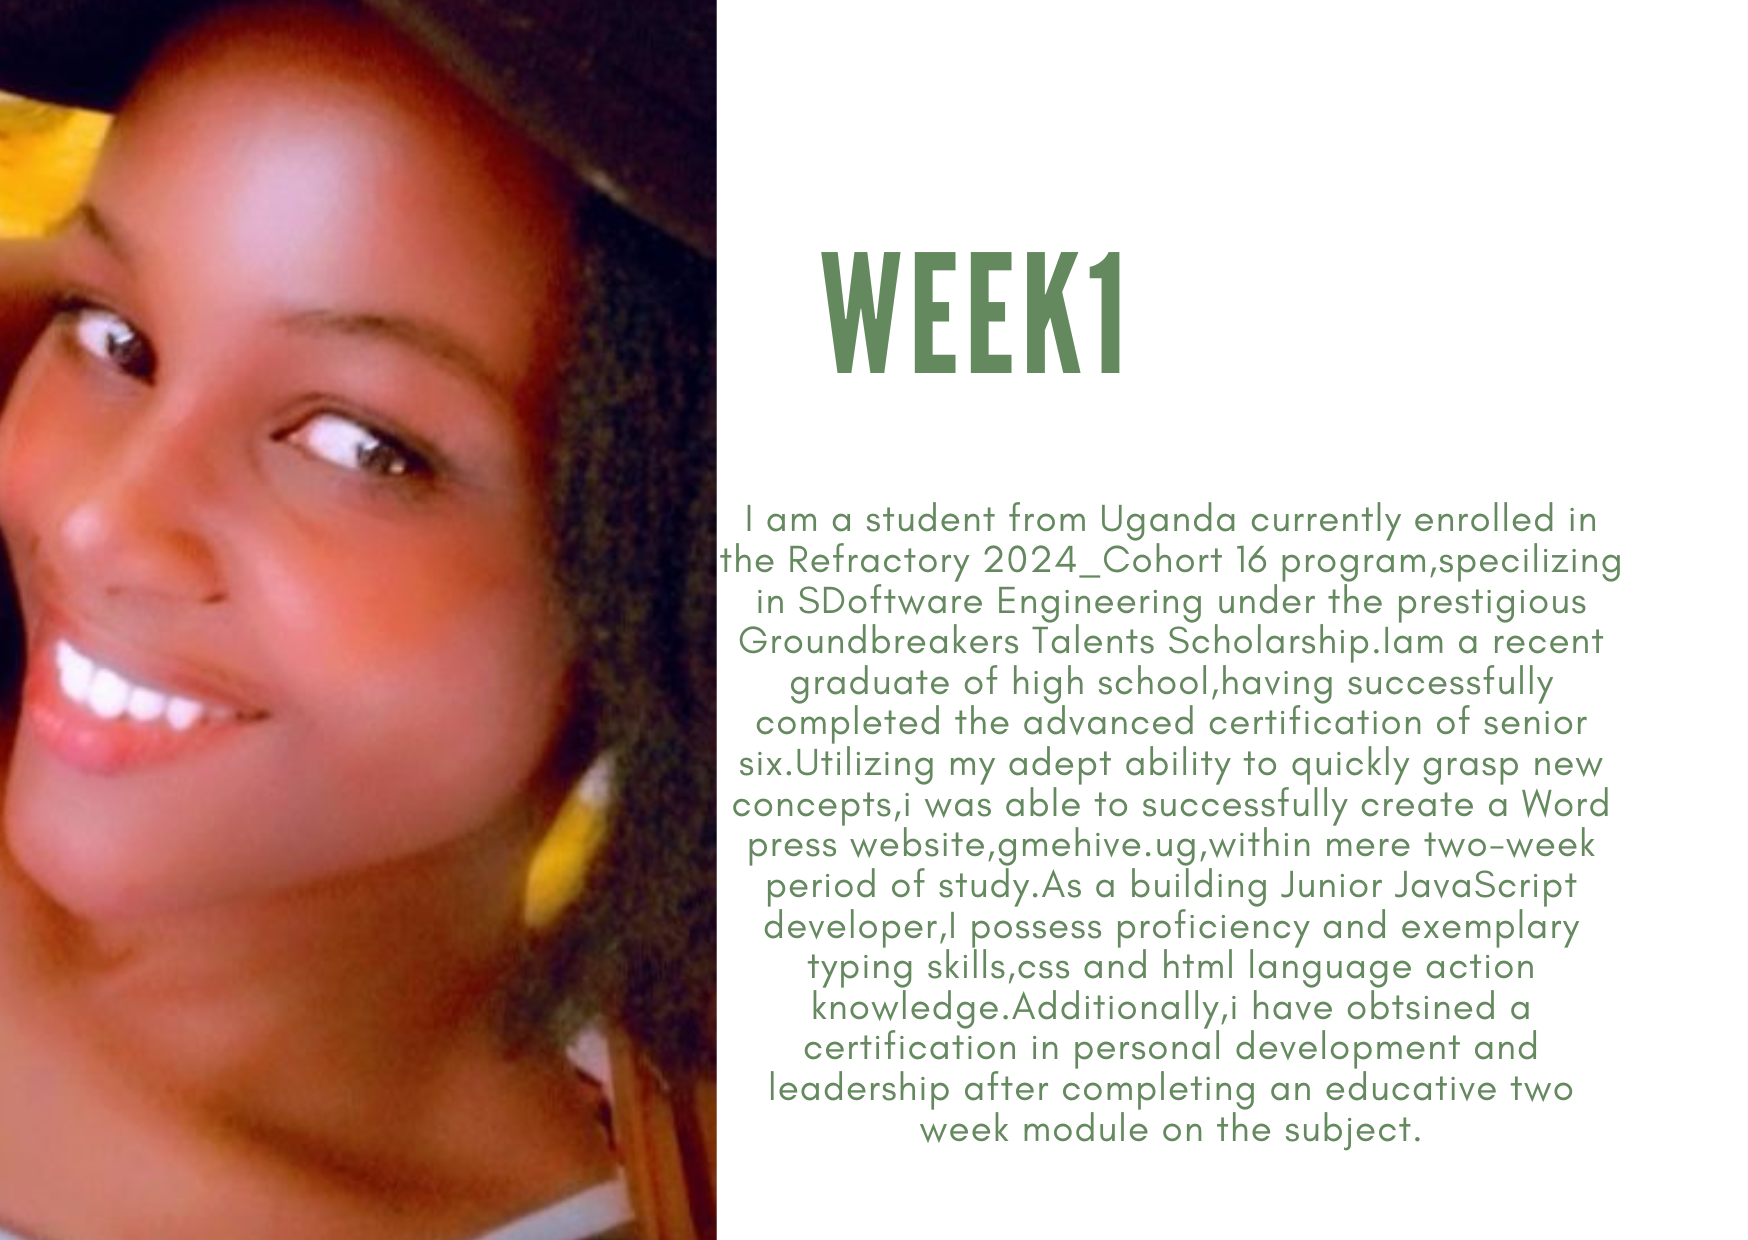 WEEK1
I am a student from Uganda currently enrolled in
the Refractory 2024_Cohort 16 program,specilizing
in SDoftware Engineering under the prestigious
Groundbreakers Talents Scholarship.Iam a recent
graduate of high school,having successfully
completed the advanced certification of senior
six.Utilizing my adept ability to quickly grasp new
concepts,i was able to successfully create a Word
press website,gmehive.ug,within mere two-week
period of study.As a building Junior JavaScript
developer,I possess proficiency and exemplary
typing skills,css and html language action
knowledge.Additionally,i have obtsined a
certification in personal development and
leadership after completing an educative two
week module on the subject.